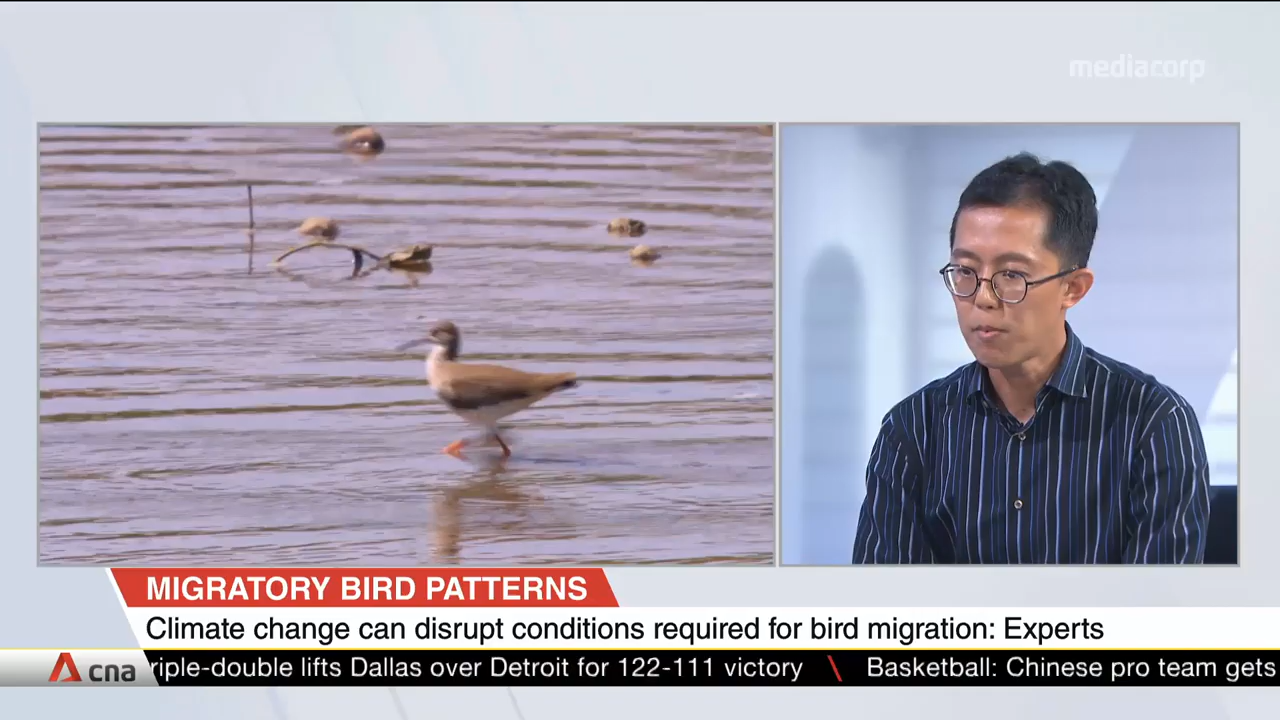 mediacorp
MIGRATORY BIRD PATTERNS
Climate change can disrupt conditions required for bird migration: Experts
cna
riple-double lifts Dallas over Detroit for 122-111 victory \ Basketball: Chinese pro team gets